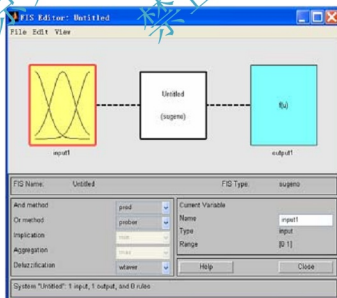 FIS Editor: Untitled
File Edit View
Untitled
(sugeno)
f(u)
input1
output1
FIS Name: Untitled
FIS Type: sugeno
And method prod
Or method probor
Implication
Aggregation max
Defuzzification wtaver
Current Variable
Name input1
Type input
Range [0 1]
Help
Close
System "Untitled": 1 input, 1 output, and 0 rules